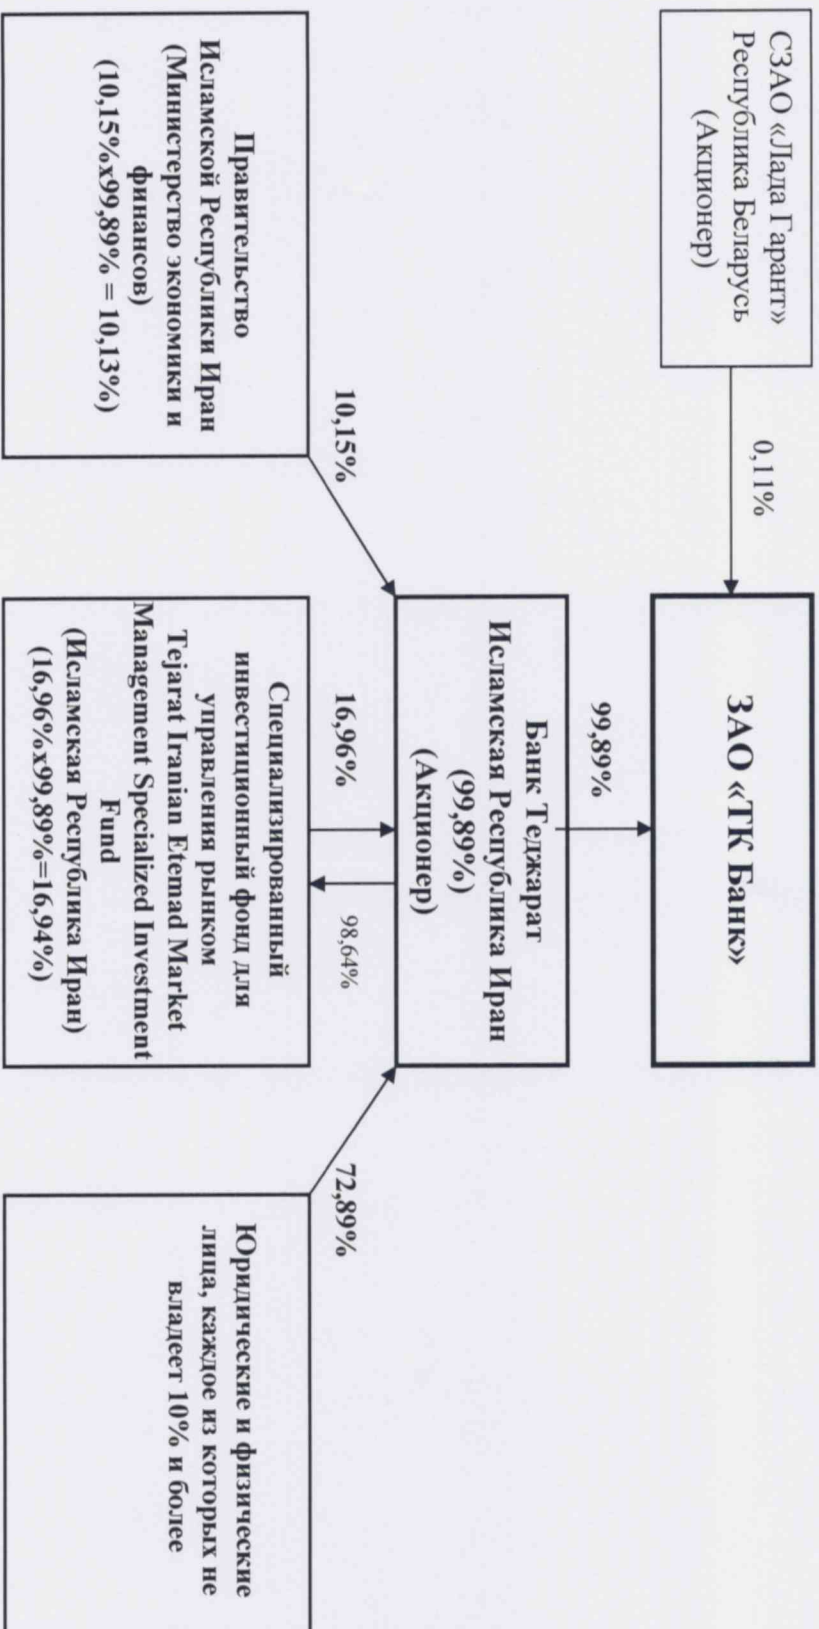 СЗАО «Лада Гарант»
Республика Беларусь
(Акционер)
0,11%
ЗАО «ТК Банк»
99,89%
Банк Теджарат
Исламская Республика Иран
(99,89%)
(Акционер)
10,15%
16,96%
98,64%
72,89%
Правительство
Исламской Республики Иран
(Министерство экономики и
финансов)
(10,15%x99,89% = 10,13%)
Специализированный
инвестиционный фонд для
управления рынком
Tejarat Iranian Etemad Market
Management Specialized Investment
Fund
(Исламская Республика Иран)
(16,96%x99,89%=16,94%)
Юридические и физические
лица, каждое из которых не
владеет 10% и более